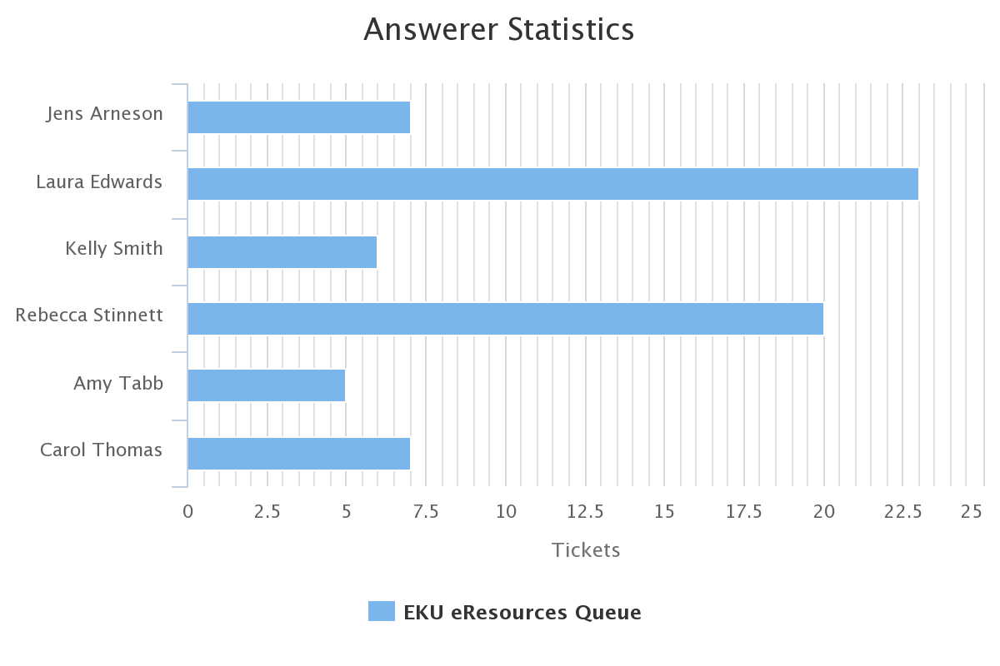 Answerer Statistics
Jens Arneson
Laura Edwards
Kelly Smith
Rebecca Stinnett
Amy Tabb
Carol Thomas
0 2.5 5 7.5 10 12.5 15 17.5 20 22.5 25
Tickets
EKU eResources Queue